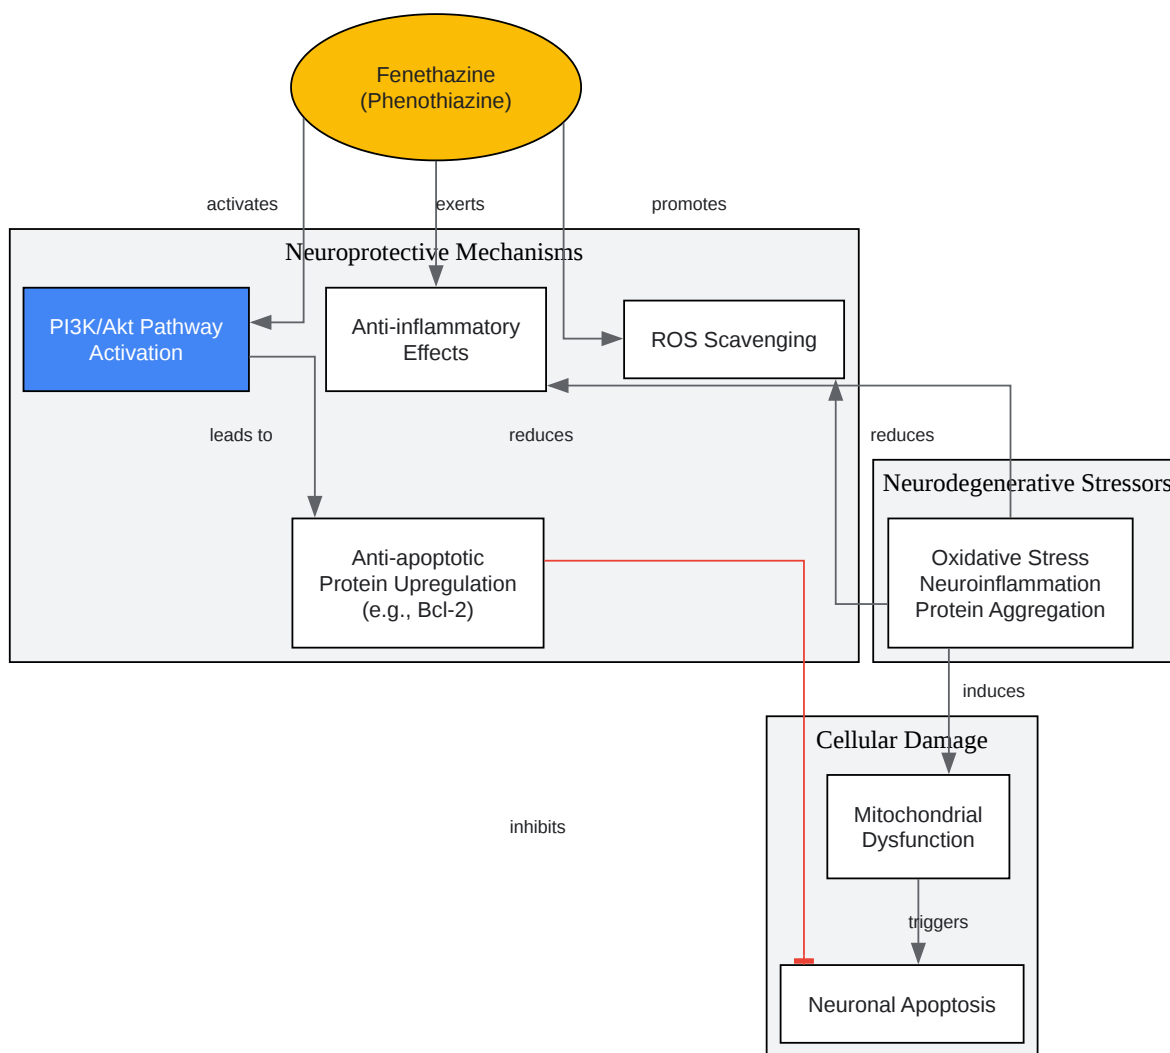 Fenethazine
(Phenothiazine)
activates
exerts
promotes
Neuroprotective Mechanisms
PI3K/Akt Pathway
Activation
Anti-inflammatory
Effects
ROS Scavenging
leads to
reduces
reduces
Neurodegenerative Stressors
Anti-apoptotic
Protein Upregulation
(e.g., Bcl-2)
Oxidative Stress
Neuroinflammation
Protein Aggregation
induces
Cellular Damage
Mitochondrial
Dysfunction
inhibits
triggers
Neuronal Apoptosis